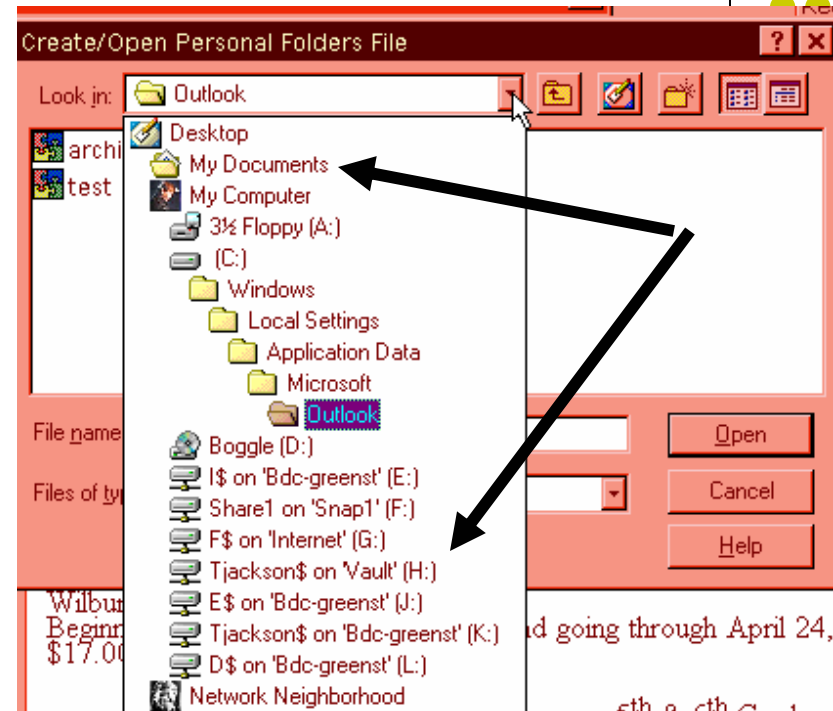 Create/Open Personal Folders File
Look in: Outlook
Desktop
archi
My Documents
test
My Computer
3½ Floppy (A:)
(C:)
Windows
Local Settings
Application Data
Microsoft
Outlook
File name
Open
Boggle (D:)
I$ on 'Bdc-greenst' (E:)
Files of ty
Cancel
Share1 on 'Snap1' (F:)
F$ on 'Internet' (G:)
Help
Tjackson$ on 'Vault' (H:)
Wilbur
E$ on 'Bdc-greenst' (J:)
Beginn
Tjackson$ on 'Bdc-greenst' (K:)
d going through April 24,
$17.00
D$ on 'Bdc-greenst' (L:)
Network Neighborhood